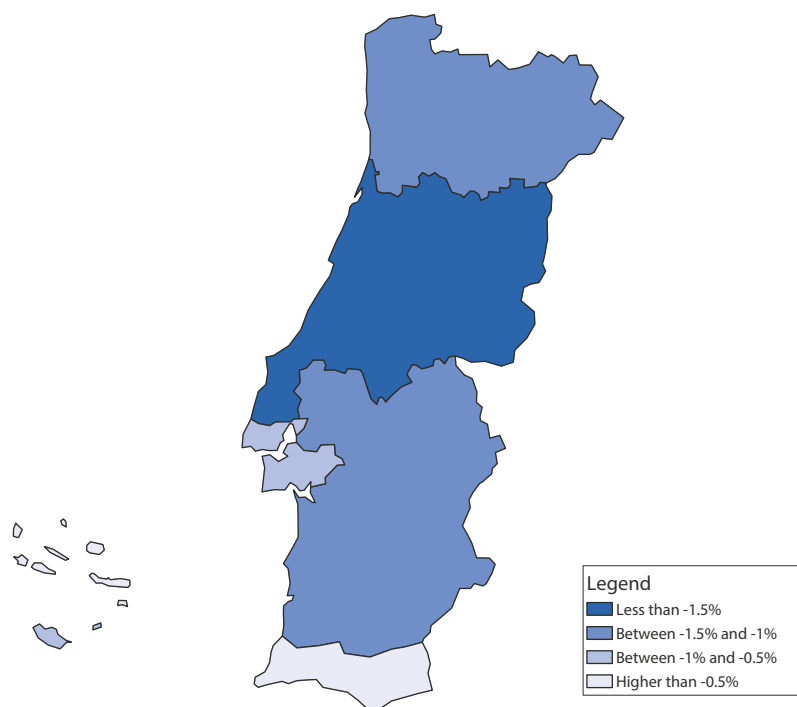 Legend
Less than -1.5%
Between -1.5% and -1%
Between -1% and -0.5%
Higher than -0.5%